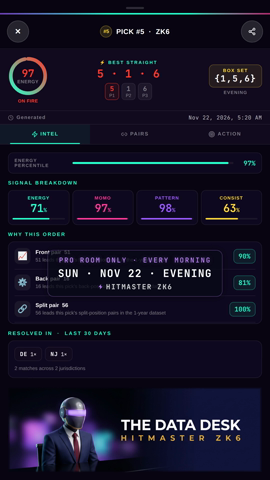 #5 PICK #5 · ZK6
97
ENERGY
ON FIRE
⚡ BEST STRAIGHT
5 · 1 · 6
5 1 6
P1 P2 P3
BOX SET
{1,5,6}
EVENING
Generated
Nov 22, 2026, 5:20 AM
INTEL
PAIRS
ACTION
ENERGY
PERCENTILE
97%
SIGNAL BREAKDOWN
ENERGY
71%
MOMO
97%
PATTERN
98%
CONSIST
63%
WHY THIS ORDER
Front pair 51
90%
PRO ROOM ONLY · EVERY MORNING
SUN · NOV 22 · EVENING
HITMASTER ZK6
81%
Split pair 56
56 leads this pick's split-position pairs in the 1-year dataset
100%
RESOLVED IN · LAST 30 DAYS
DE 1×
NJ 1×
2 matches across 2 jurisdictions
THE DATA DESK
HITMASTER ZK6